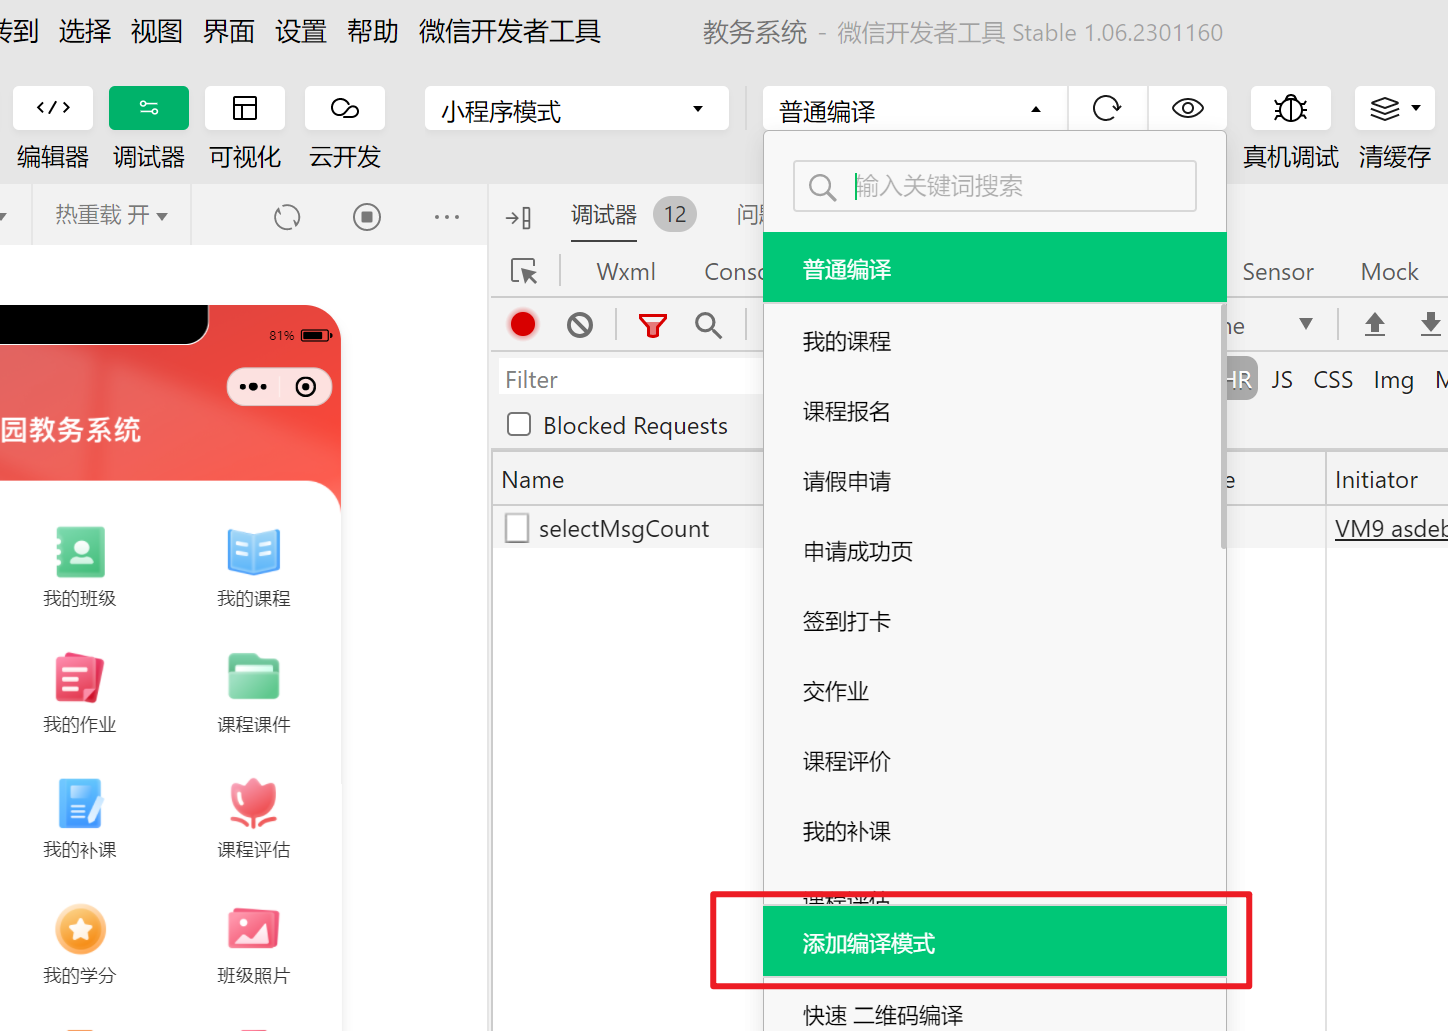 转到 选择 视图 界面 设置 帮助 微信开发者工具 教务系统 - 微信开发者工具 Stable 1.06.2301160
小程序模式 普通编译
编辑器 调试器 可视化 云开发 真机调试 清缓存
输入关键词搜索
热重载 开 调试器 12
Wxml Sensor Mock
普通编译
81%
我的课程
Filter JS CSS Img
园教务系统
课程报名
Blocked Requests
Name Initiator
请假申请
selectMsgCount VM9 asdeb
申请成功页
我的班级 我的课程
签到打卡
交作业
我的作业 课程课件
课程评价
我的补课
我的补课 课程评估
课程评估
添加编译模式
我的学分 班级照片
快速 二维码编译